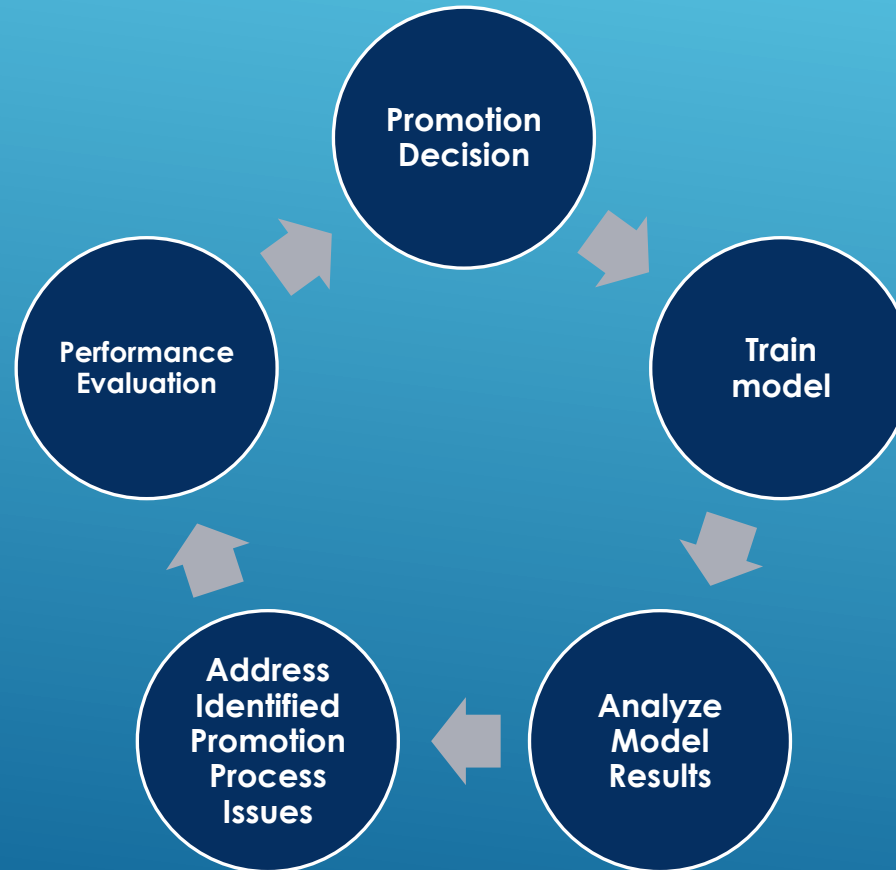 Promotion
Decision
Train
model
Analyze
Model
Results
Address
Identified
Promotion
Process
Issues
Performance
Evaluation